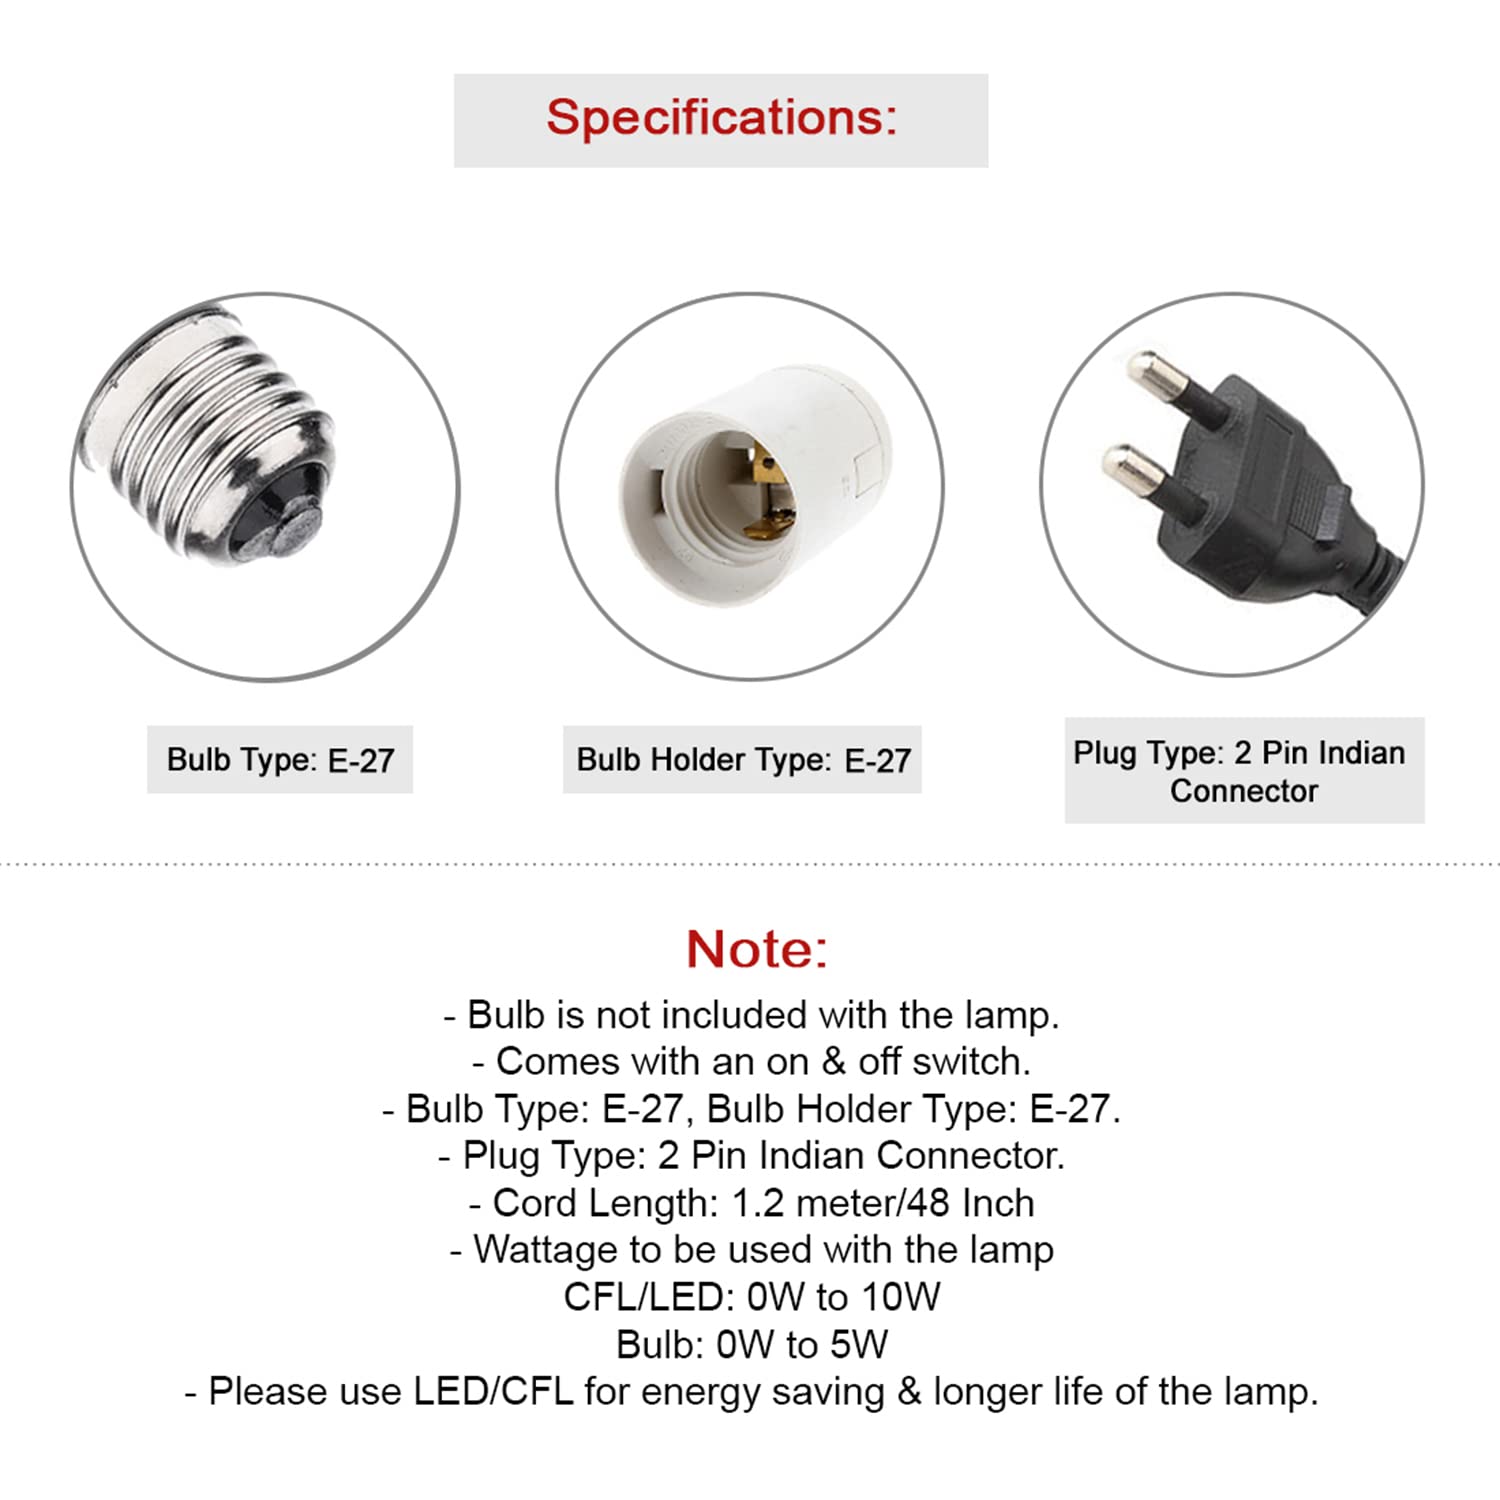 Specifications:
Bulb Type: E-27
Bulb Holder Type: E-27
Plug Type: 2 Pin Indian
Connector
Note:
- Bulb is not included with the lamp.
- Comes with an on & off switch.
- Bulb Type: E-27, Bulb Holder Type: E-27.
- Plug Type: 2 Pin Indian Connector.
- Cord Length: 1.2 meter/48 Inch
- Wattage to be used with the lamp
CFL/LED: 0W to 10W
Bulb: 0W to 5W
- Please use LED/CFL for energy saving & longer life of the lamp.